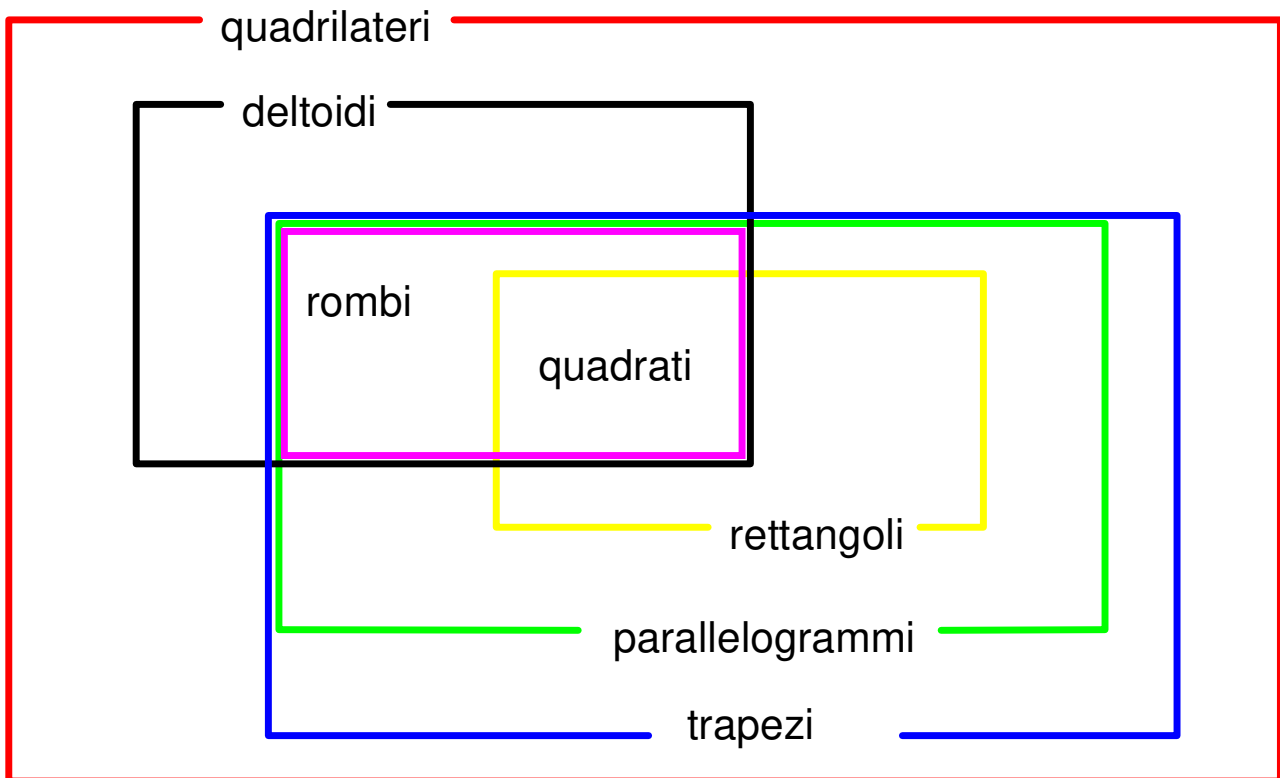 quadrilateri
deltoidi
rombi
quadrati
rettangoli
parallelogrammi
trapezi